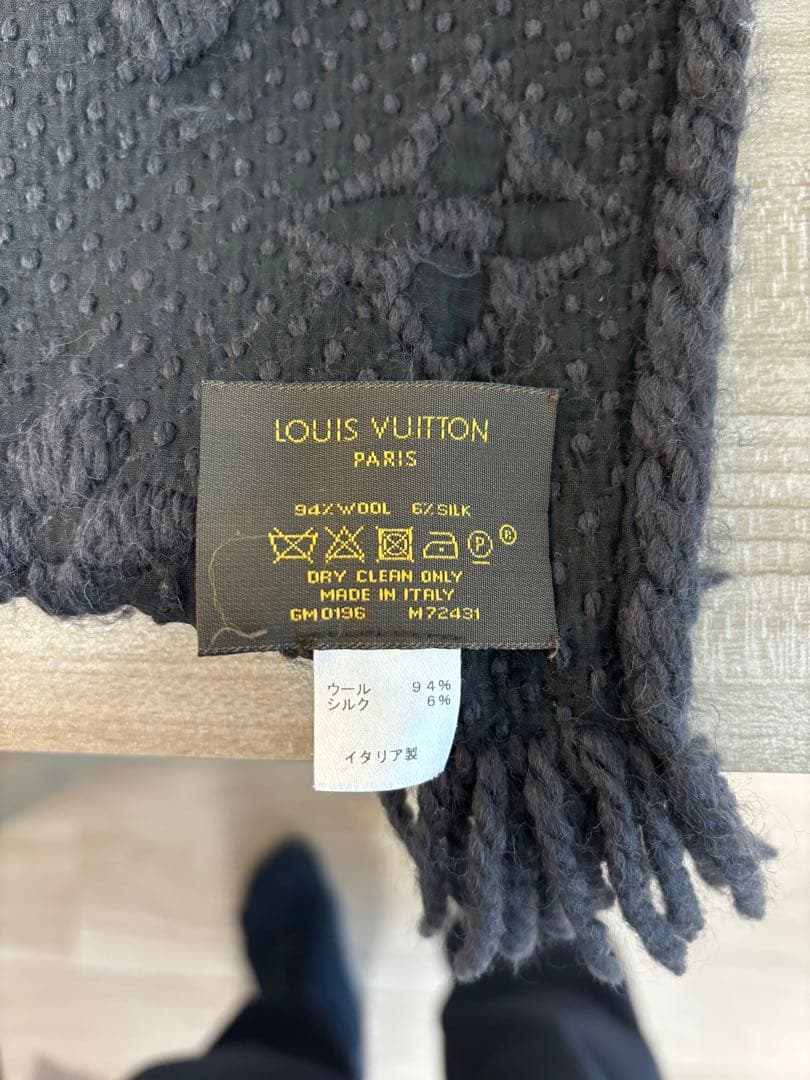 LOUIS VUITTON
PARIS
94% WOOL 6% SILK
P ®
DRY CLEAN ONLY
MADE IN ITALY
GM0196 M72431
ウール 94%
シルク 6%
イタリア製